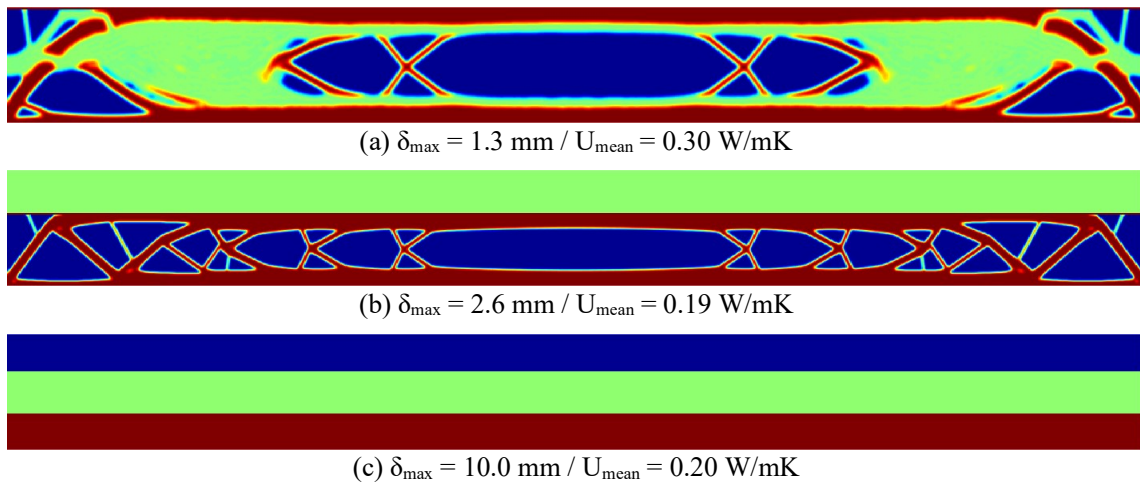 (a) δmax = 1.3 mm / Umean = 0.30 W/mK
(b) δmax = 2.6 mm / Umean = 0.19 W/mK
(c) δmax = 10.0 mm / Umean = 0.20 W/mK